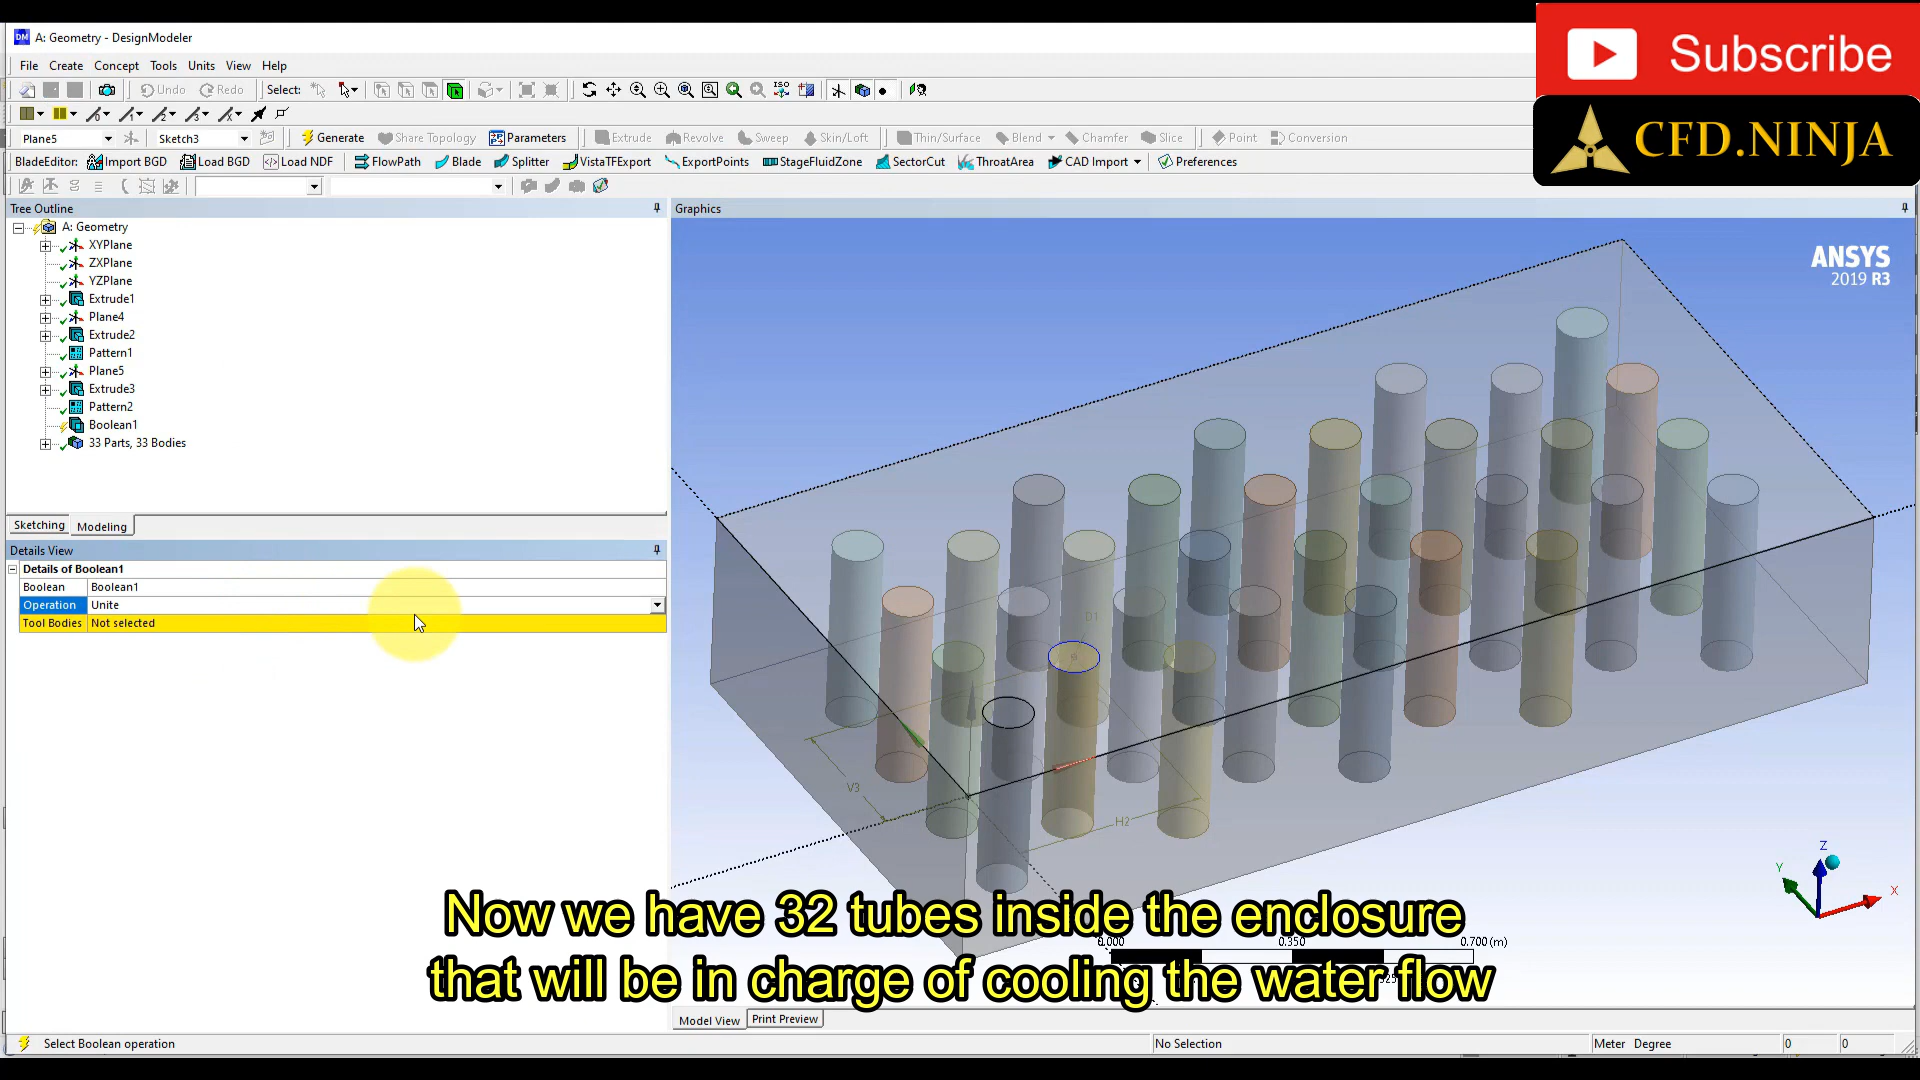 A: Geometry - DesignModeler
Subscribe
File Create Concept Tools Units View Help
Undo Redo Select: ISO
CFD.NINJA
Plane5 Sketch3 Generate Share Topology Parameters Extrude Revolve Sweep Skin/Loft Thin/Surface Blend Chamfer Slice Point Conversion
BladeEditor: Import BGD Load BGD Load NDF FlowPath Blade Splitter VistaTFExport ExportPoints StageFluidZone SectorCut ThroatArea CAD Import Preferences
Tree Outline
Graphics
A: Geometry
XYPlane
ZXPlane
YZPlane
Extrude1
Plane4
Extrude2
Pattern1
Plane5
Extrude3
Pattern2
Boolean1
33 Parts, 33 Bodies
ANSYS
2019 R3
Sketching Modeling
Details View
Details of Boolean1
Boolean Boolean1
Operation Unite
Tool Bodies Not selected
D1
V3
H2
Z
Y
X
Now we have 32 tubes inside the enclosure
that will be in charge of cooling the water flow
0.000 0.350 0.700 (m)
Model View Print Preview
Select Boolean operation No Selection Meter Degree 0 0